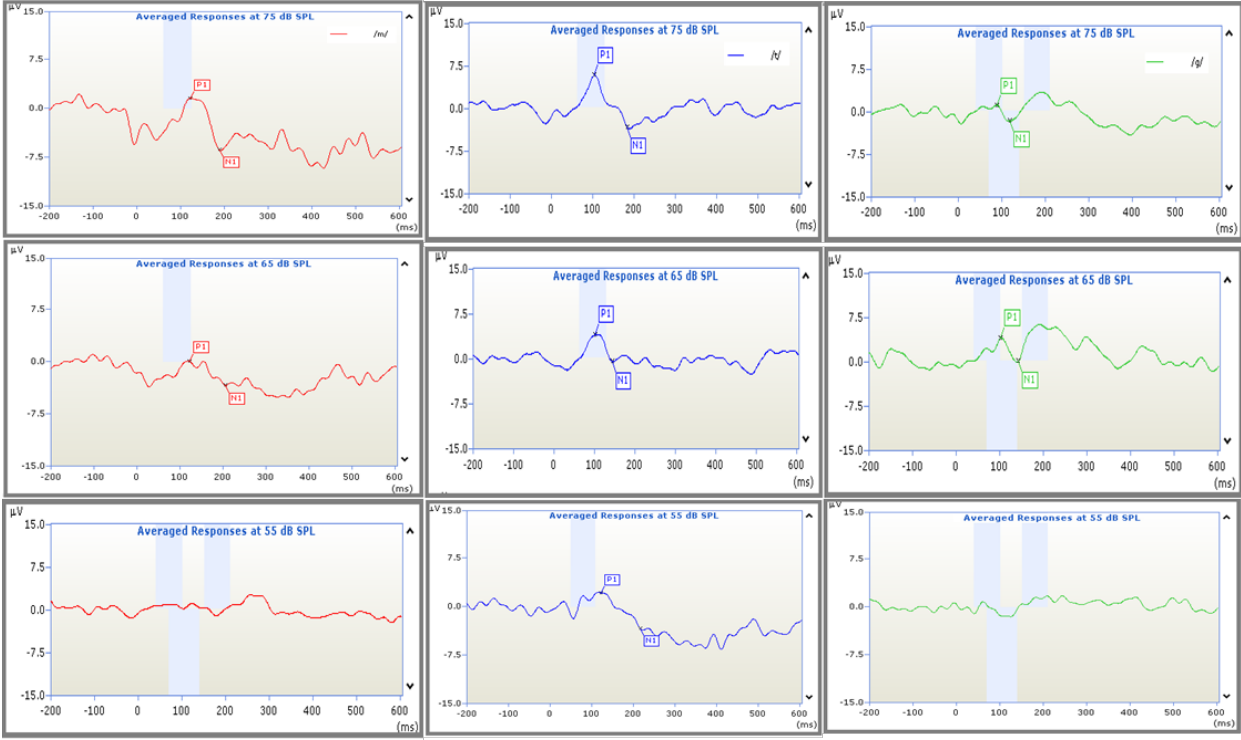 μV
Averaged Responses at 75 dB SPL
15.0
/m/
7.5
P1
0.0
-7.5
N1
-15.0
-200 -100 0 100 200 300 400 500 600
(ms)
μV
Averaged Responses at 75 dB SPL
15.0
P1
/t/
7.5
0.0
N1
-7.5
-15.0
-200 -100 0 100 200 300 400 500 600
(ms)
μV
15.0
Averaged Responses at 75 dB SPL
/g/
7.5
P1
0.0
N1
-7.5
-15.0
-200 -100 0 100 200 300 400 500 600
(ms)
μV
15.0
Averaged Responses at 65 dB SPL
7.5
P1
0.0
N1
-7.5
-15.0
-200 -100 0 100 200 300 400 500 600
(ms)
μV
15.0
Averaged Responses at 65 dB SPL
7.5
P1
0.0
N1
-7.5
-15.0
-200 -100 0 100 200 300 400 500 600
(ms)
μV
15.0
Averaged Responses at 65 dB SPL
7.5
P1
0.0
N1
-7.5
-15.0
-200 -100 0 100 200 300 400 500 600
(ms)
μV
15.0
Averaged Responses at 55 dB SPL
7.5
0.0
-7.5
-15.0
-200 -100 0 100 200 300 400 500 600
(ms)
μV
15.0
Averaged Responses at 55 dB SPL
7.5
P1
0.0
N1
-7.5
-15.0
-200 -100 0 100 200 300 400 500 600
(ms)
μV
15.0
Averaged Responses at 55 dB SPL
7.5
0.0
-7.5
-15.0
-200 -100 0 100 200 300 400 500 600
(ms)